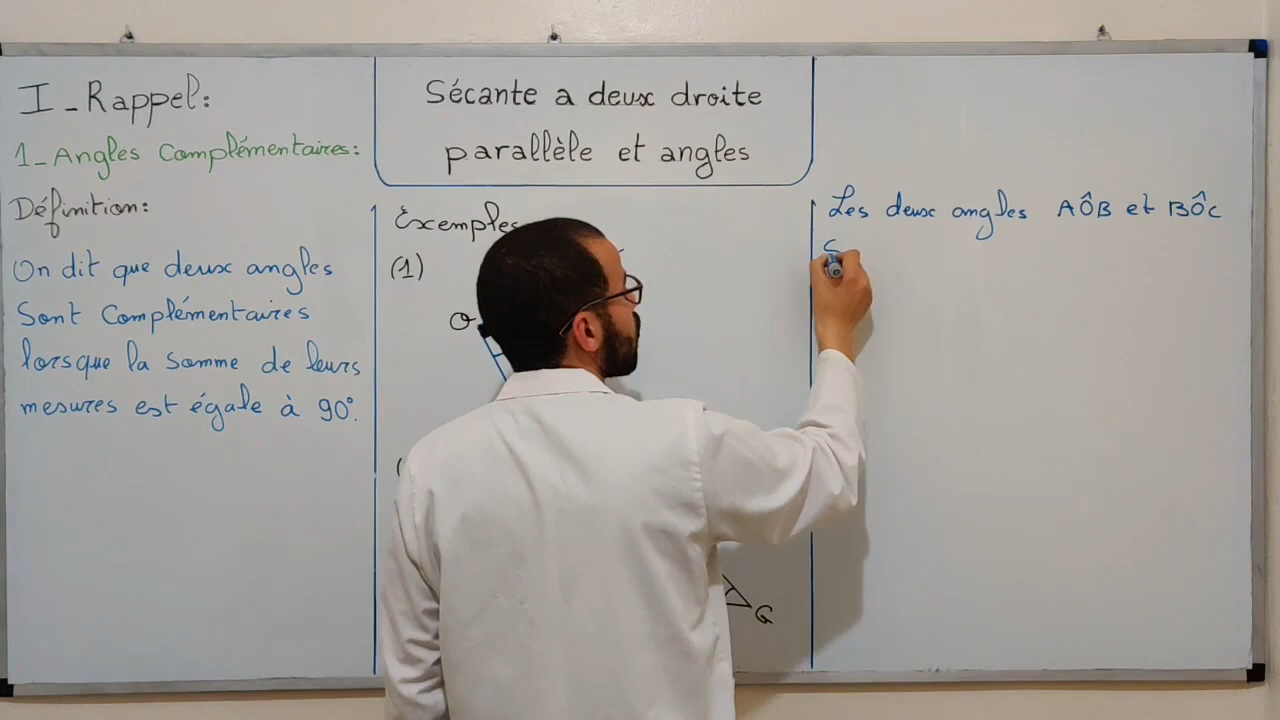 I_Rappel:
1_Angles Complémentaires:
Définition:
On dit que deux angles
Sont Complémentaires
lorsque la somme de leurs
mesures est égale à 90°.
Sécante a deux droite
parallèle et angles
Exemples
(1)
O
G
Les deux angles AÔB et BÔC
S